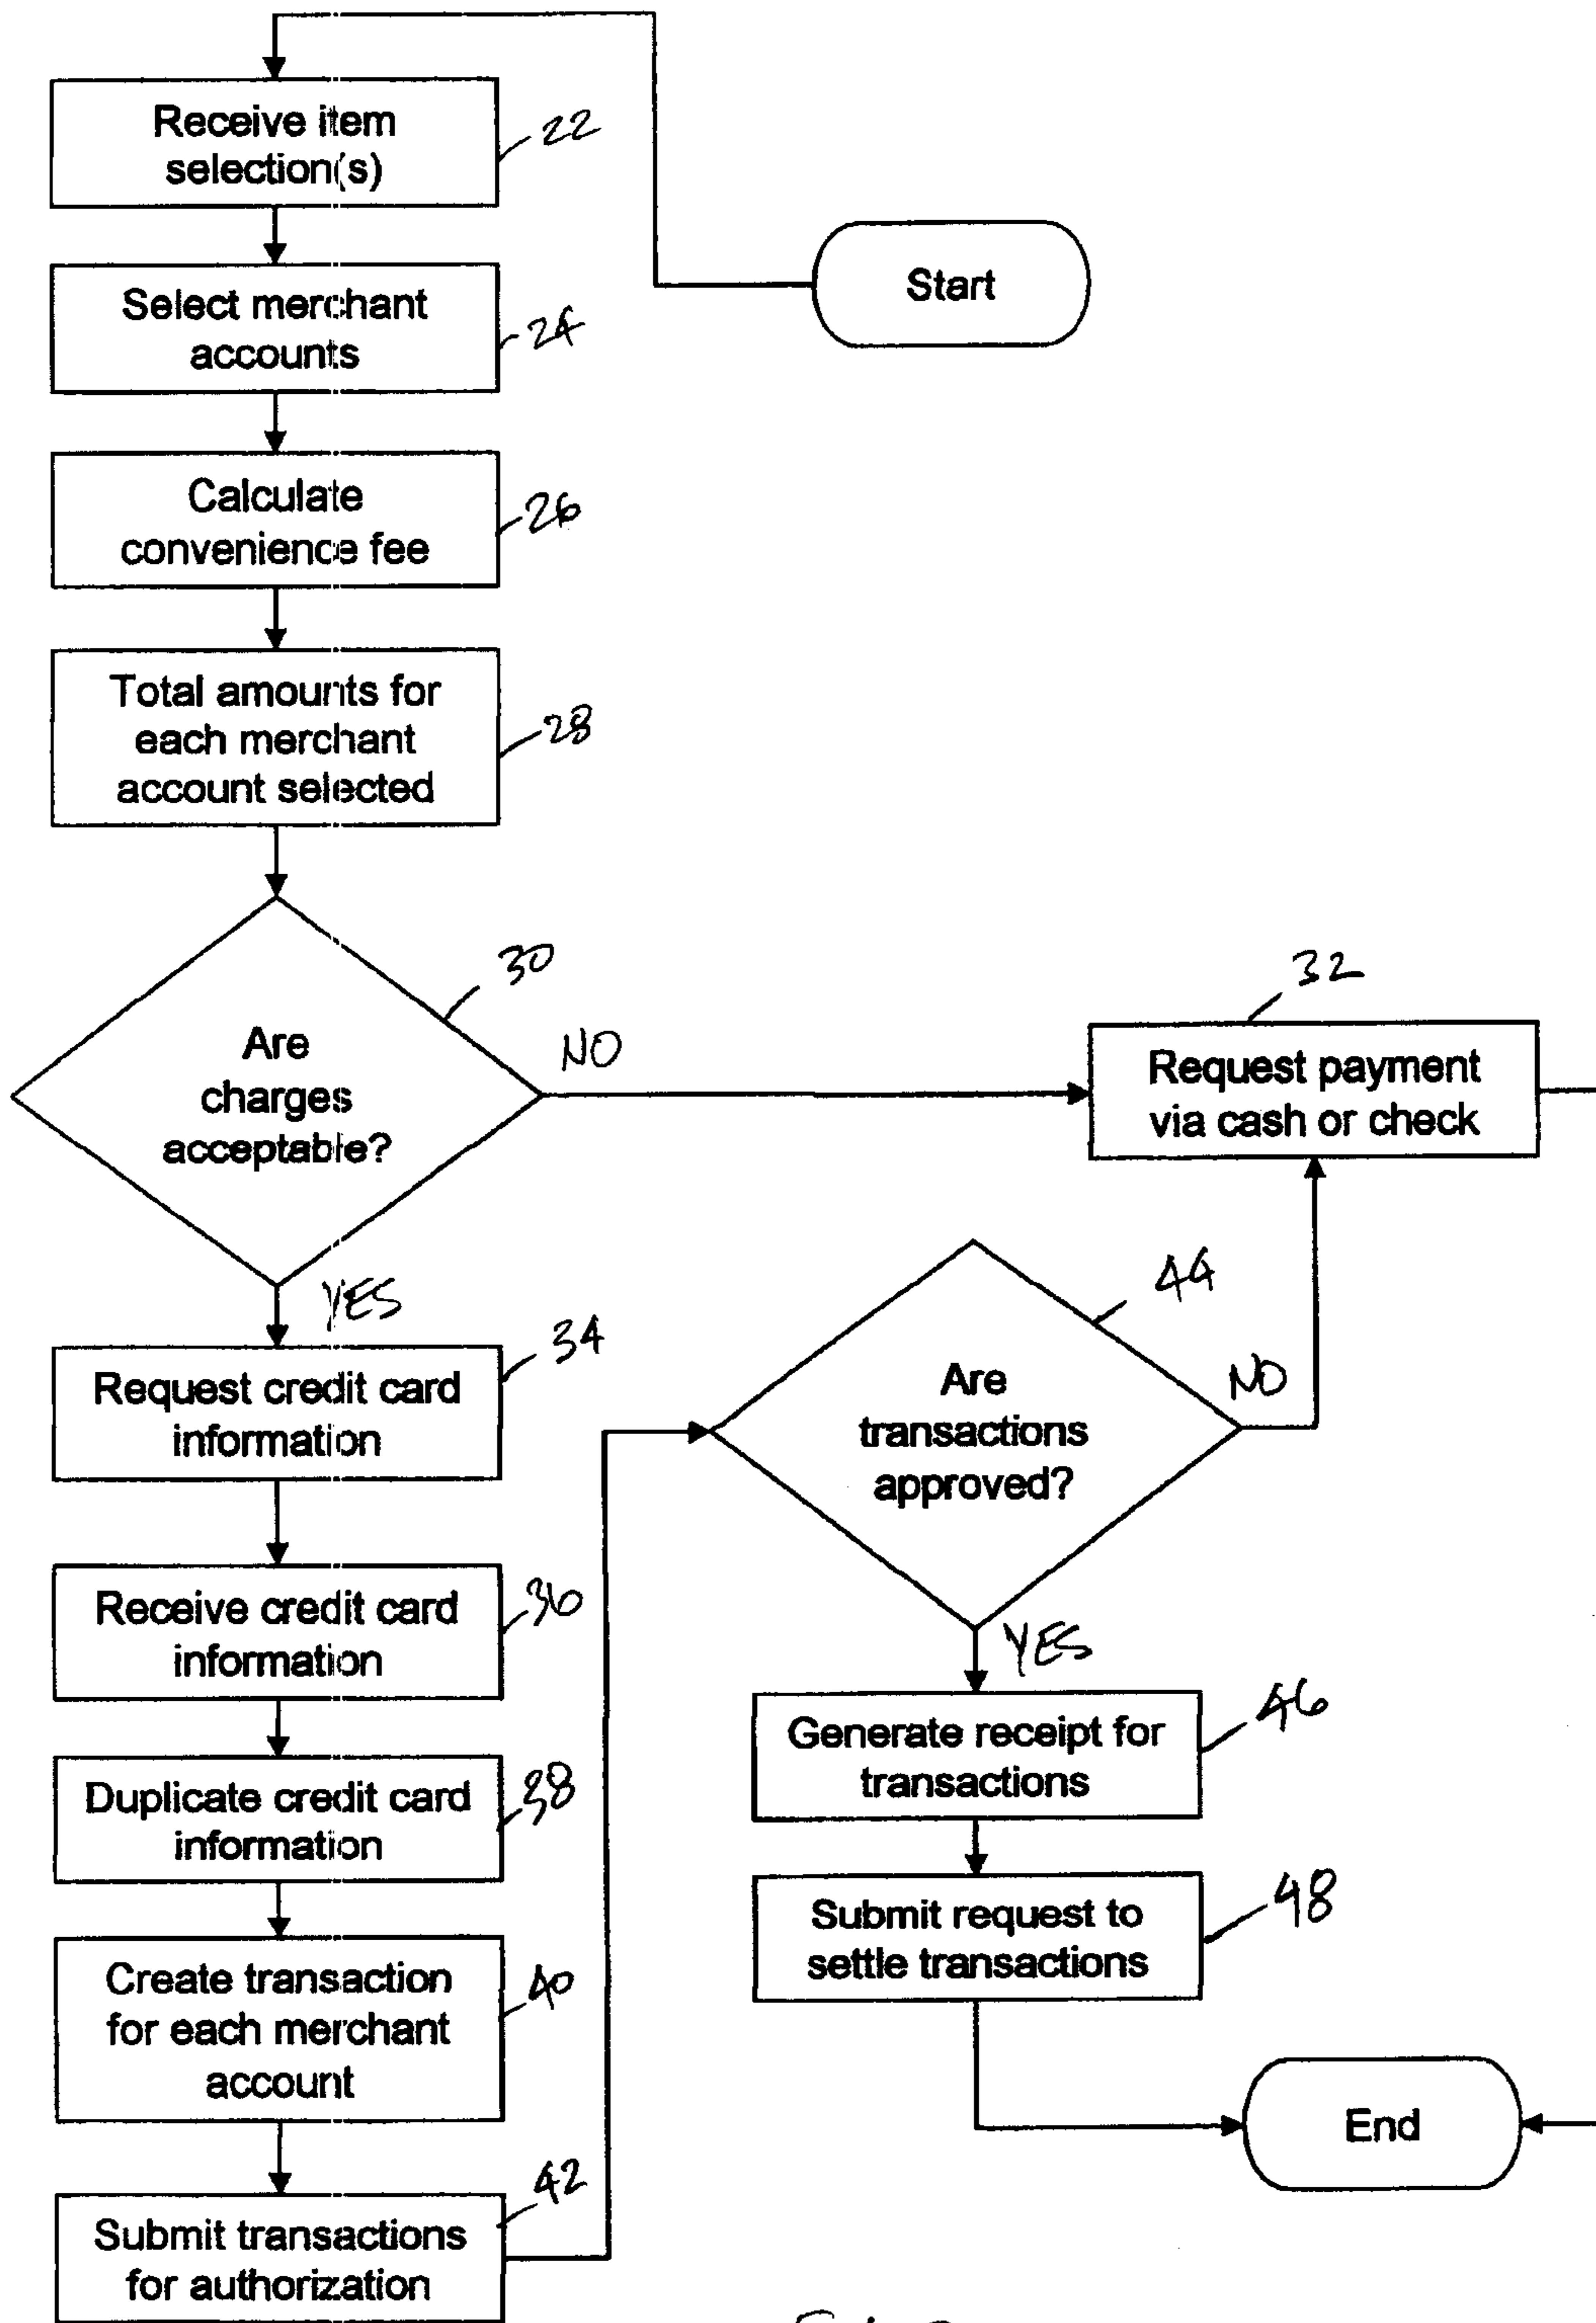 Receive item
selection(s)
22
Start
Select merchant
accounts
24
Calculate
convenience fee
26
Total amounts for
each merchant
account selected
28
Are
charges
acceptable?
30
NO
YES
Request payment
via cash or check
32
Request credit card
information
34
Receive credit card
information
36
Duplicate credit card
information
38
Create transaction
for each merchant
account
40
Submit transactions
for authorization
42
Are
transactions
approved?
44
NO
YES
Generate receipt for
transactions
46
Submit request to
settle transactions
48
End